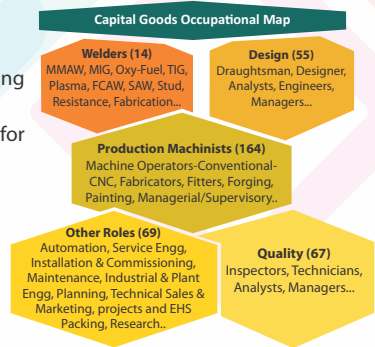 Capital Goods Occupational Map
ing
for
Welders (14)
MMAW, MIG, Oxy-Fuel, TIG,
Plasma, FCAW, SAW, Stud,
Resistance, Fabrication...
Design (55)
Draughtsman, Designer,
Analysts, Engineers,
Managers...
Production Machinists (164)
Machine Operators-Conventional-
CNC, Fabricators, Fitters, Forging,
Painting, Managerial/Supervisory..
Other Roles (69)
Automation, Service Engg,
Installation & Commissioning,
Maintenance, Industrial & Plant
Engg, Planning, Technical Sales &
Marketing, projects and EHS
Packing, Research..
Quality (67)
Inspectors, Technicians,
Analysts, Managers...